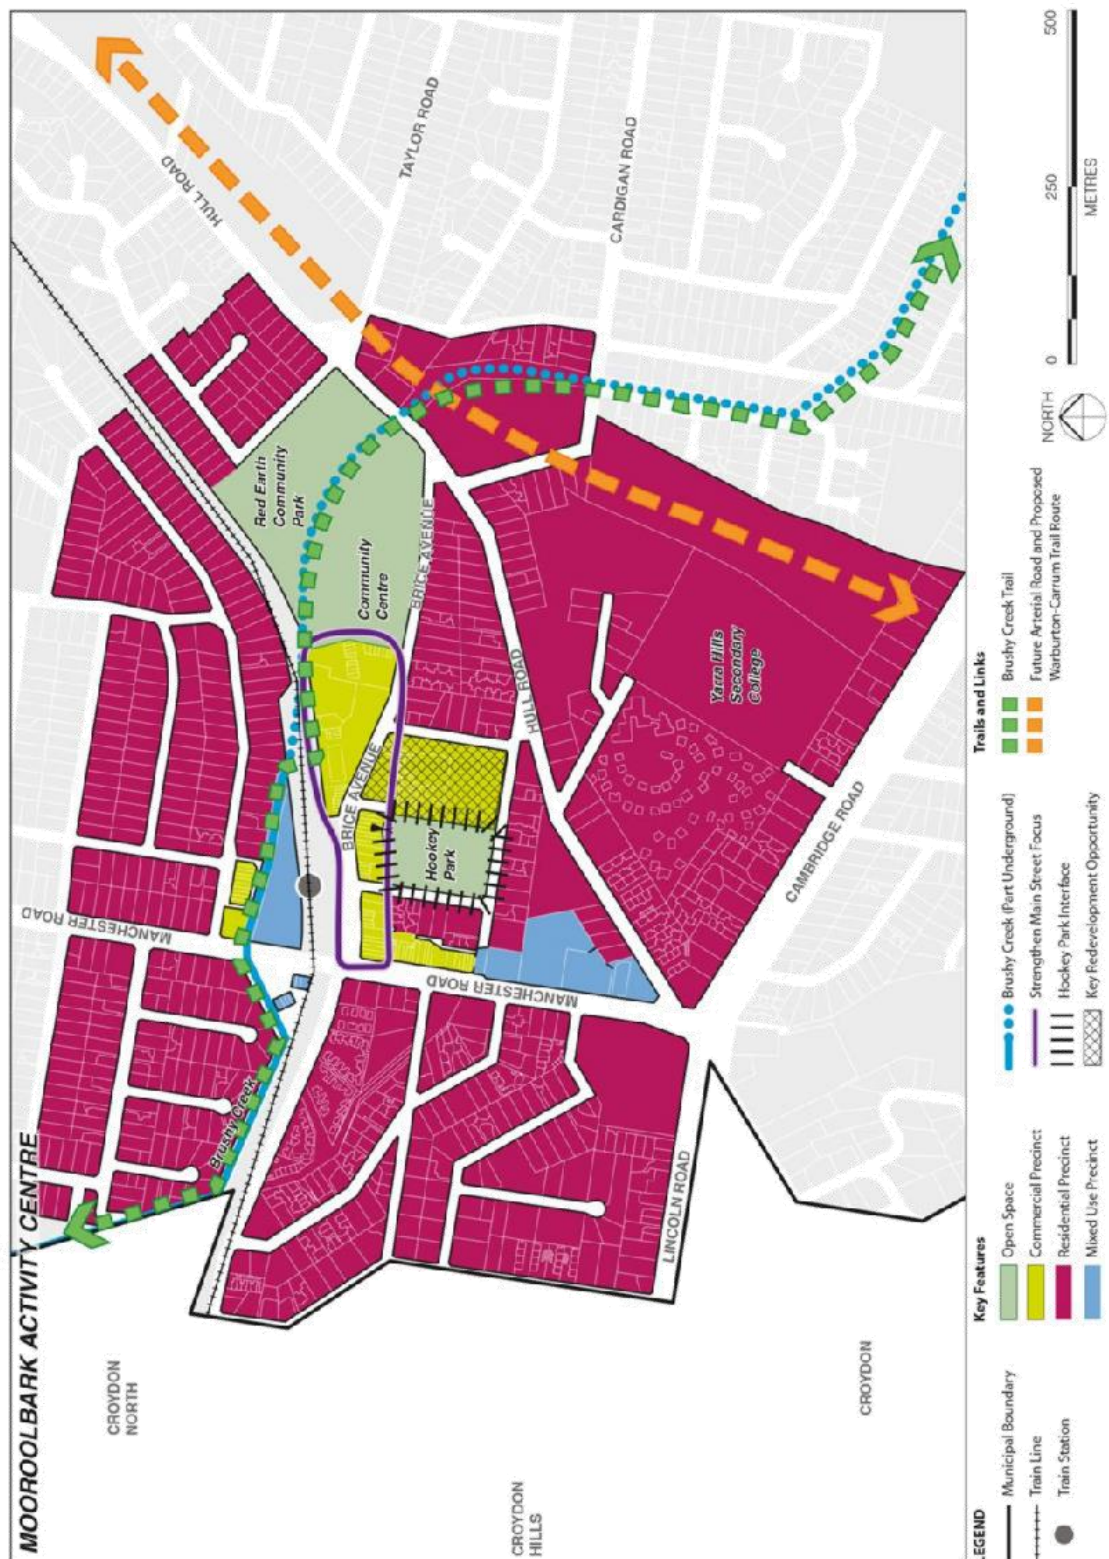 MOOROOLBARK ACTIVITY CENTRE
CROYDON
NORTH
CROYDON
HILLS
CROYDON
MANCHESTER ROAD
Brushy Creek
HULL ROAD
TAYLOR ROAD
CARDIGAN ROAD
Red Earth
Community
Park
Community
Centre
BRICE AVENUE
BRICE AVENUE
Hookey
Park
MANCHESTER ROAD
HULL ROAD
Yarra Hills
Secondary
College
LINCOLN ROAD
CAMBRIDGE ROAD
LEGEND
Municipal Boundary
Train Line
Train Station
Key Features
Open Space
Commercial Precinct
Residential Precinct
Mixed Use Precinct
Brushy Creek (Part Underground)
Strengthen Main Street Focus
Hookey Park Interface
Key Redevelopment Opportunity
Trails and Links
Brushy Creek Trail
Future Arterial Road and Proposed
Warburton-Carrum Trail Route
NORTH
0
250
500
METRES